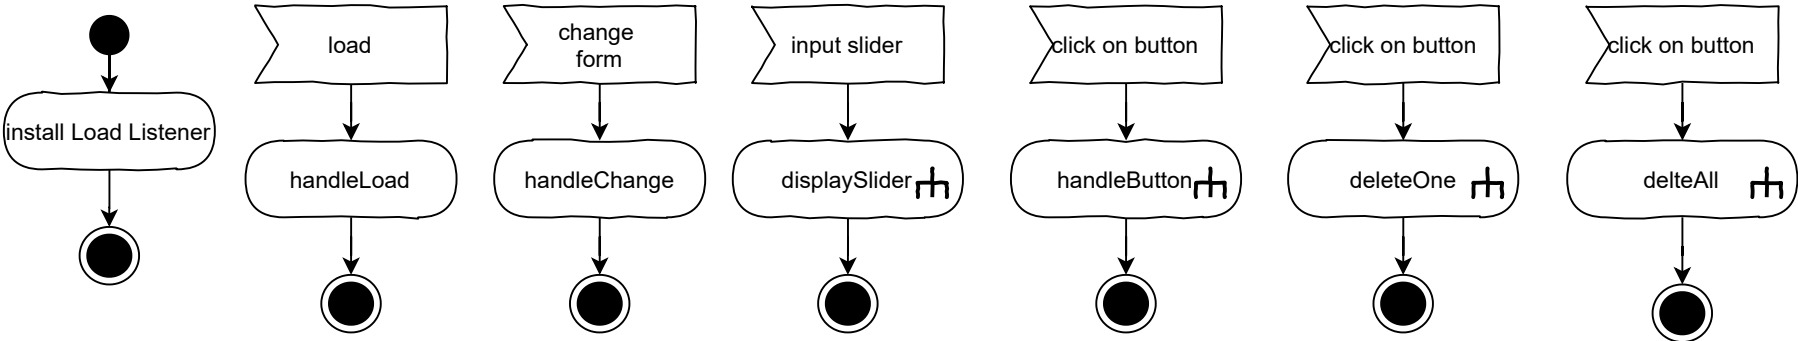 load
change
form
input slider
click on button
click on button
click on button
install Load Listener
handleLoad
handleChange
displaySlider
handleButton
deleteOne
delteAll